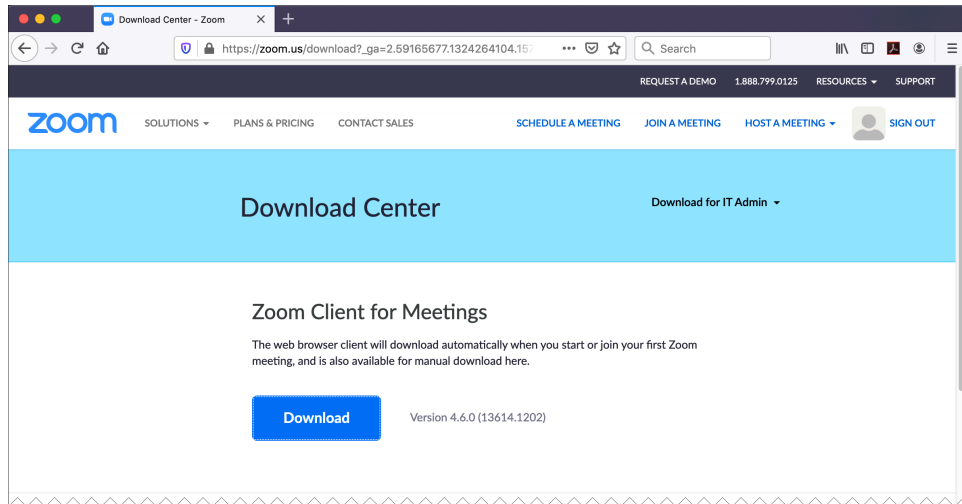 Download Center - Zoom
https://zoom.us/download?_ga=2.59165677.1324264104.157
Search
REQUEST A DEMO 1.888.799.0125 RESOURCES SUPPORT
zoom SOLUTIONS PLANS & PRICING CONTACT SALES SCHEDULE A MEETING JOIN A MEETING HOST A MEETING SIGN OUT
Download Center Download for IT Admin
Zoom Client for Meetings
The web browser client will download automatically when you start or join your first Zoom
meeting, and is also available for manual download here.
Download Version 4.6.0 (13614.1202)